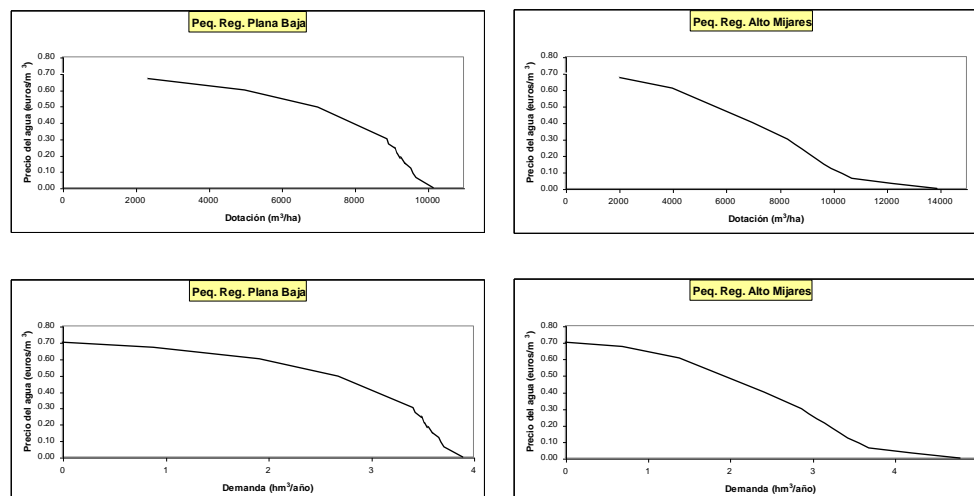 Peq. Reg. Plana Baja
Precio del agua (euros/m³)
0.80
0.70
0.60
0.50
0.40
0.30
0.20
0.10
0.00
0 2000 4000 6000 8000 10000
Dotación (m³/ha)
Peq. Reg. Alto Mijares
Precio del agua (euros/m³)
0.80
0.70
0.60
0.50
0.40
0.30
0.20
0.10
0.00
0 2000 4000 6000 8000 10000 12000 14000
Dotación (m³/ha)
Peq. Reg. Plana Baja
Precio del agua (euros/m³)
0.80
0.70
0.60
0.50
0.40
0.30
0.20
0.10
0.00
0 1 2 3 4
Demanda (hm³/año)
Peq. Reg. Alto Mijares
Precio del agua (euros/m³)
0.80
0.70
0.60
0.50
0.40
0.30
0.20
0.10
0.00
0 1 2 3 4
Demanda (hm³/año)